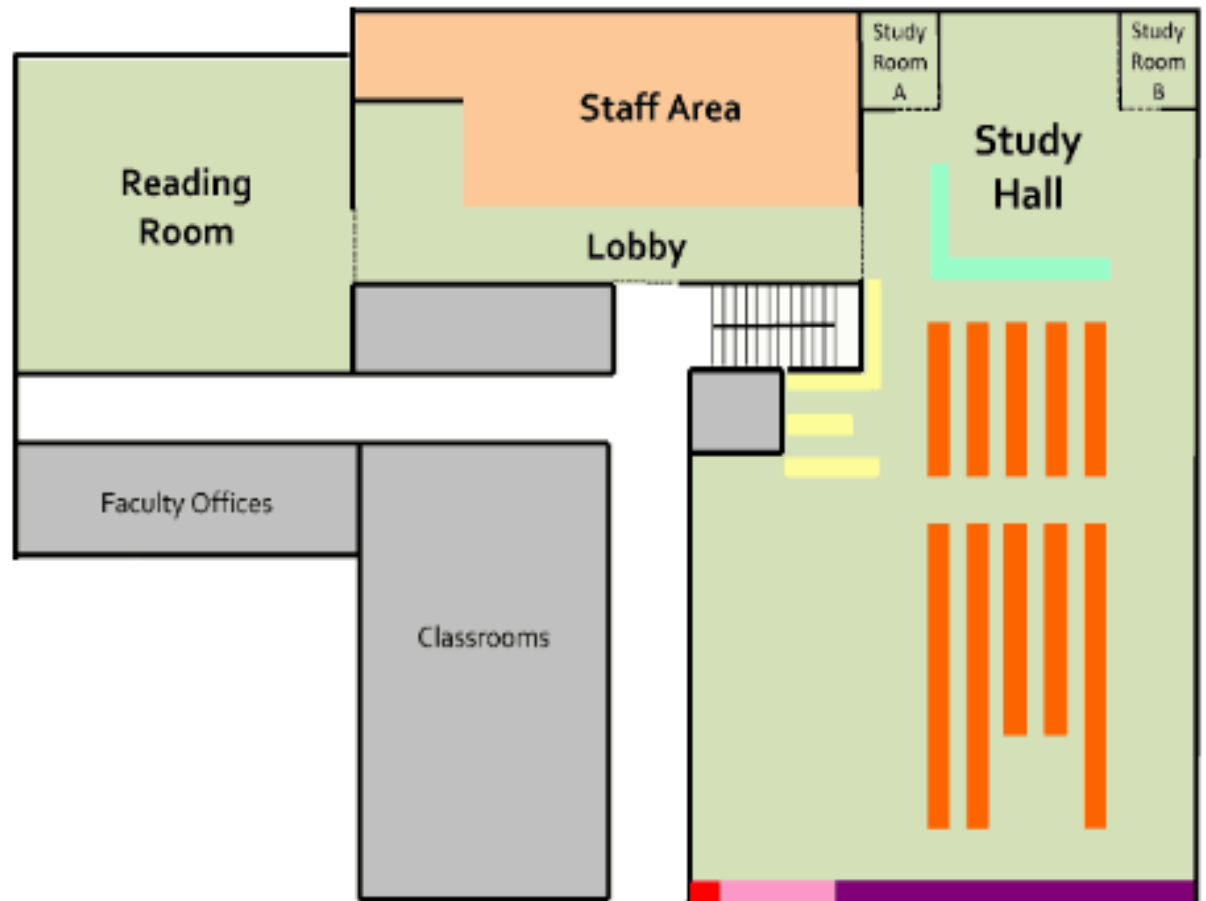 Study
Room
A
Study
Room
B
Staff Area
Study
Hall
Reading
Room
Lobby
Faculty Offices
Classrooms